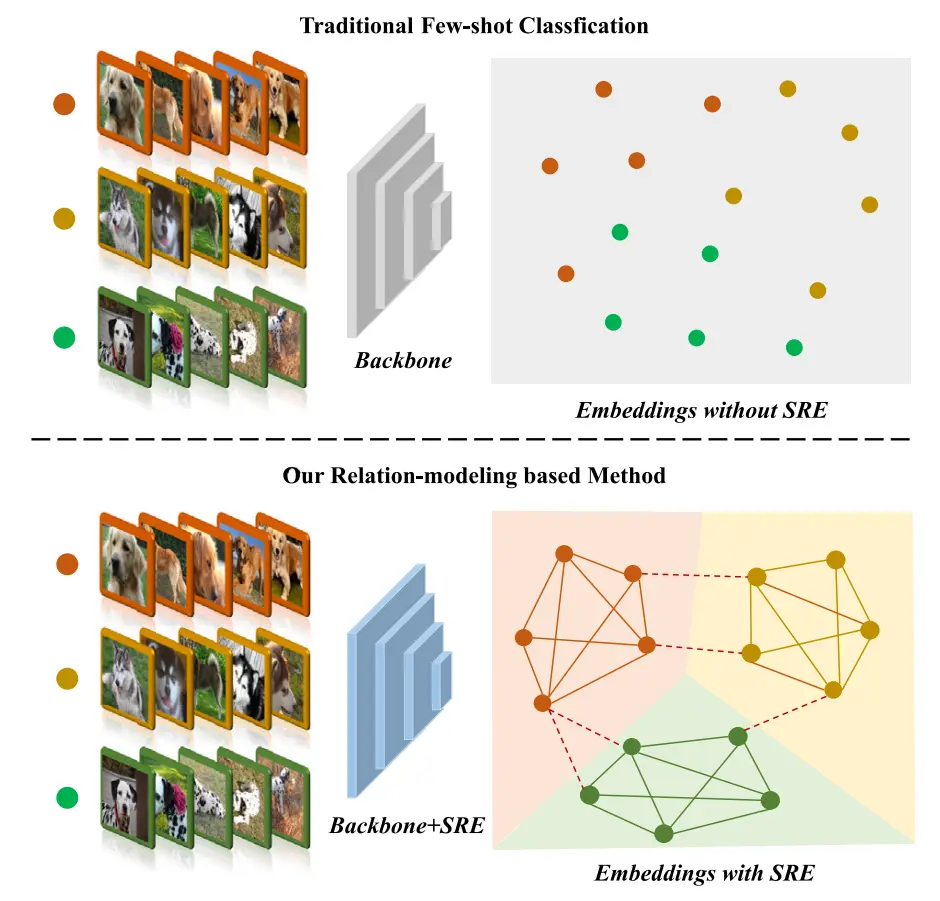 Traditional Few-shot Classfication
Backbone
Embeddings without SRE
Our Relation-modeling based Method
Backbone+SRE
Embeddings with SRE